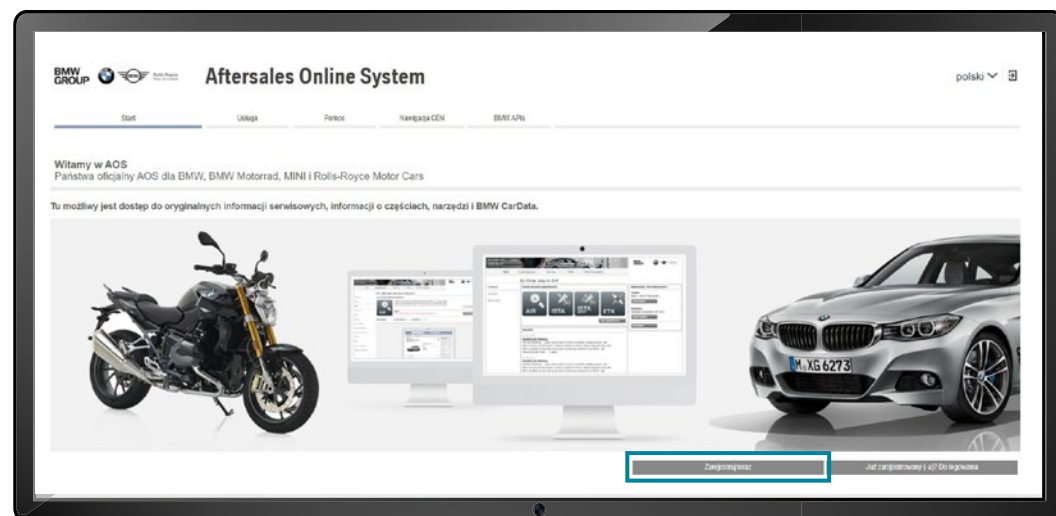 BMW
GROUP
Aftersales Online System
polski
Start Usługa Pomoc Nawigacja CEN BMW APIs
Witamy w AOS
Państwa oficjalny AOS dla BMW, BMW Motorrad, MINI i Rolls-Royce Motor Cars
Tu możliwy jest dostęp do oryginalnych informacji serwisowych, informacji o częściach, narzędzi i BMW CarData.
AIR ISTA ETK
M XG 6273
Zarejestruj teraz Już zarejestrowany (-a)? Do logowania